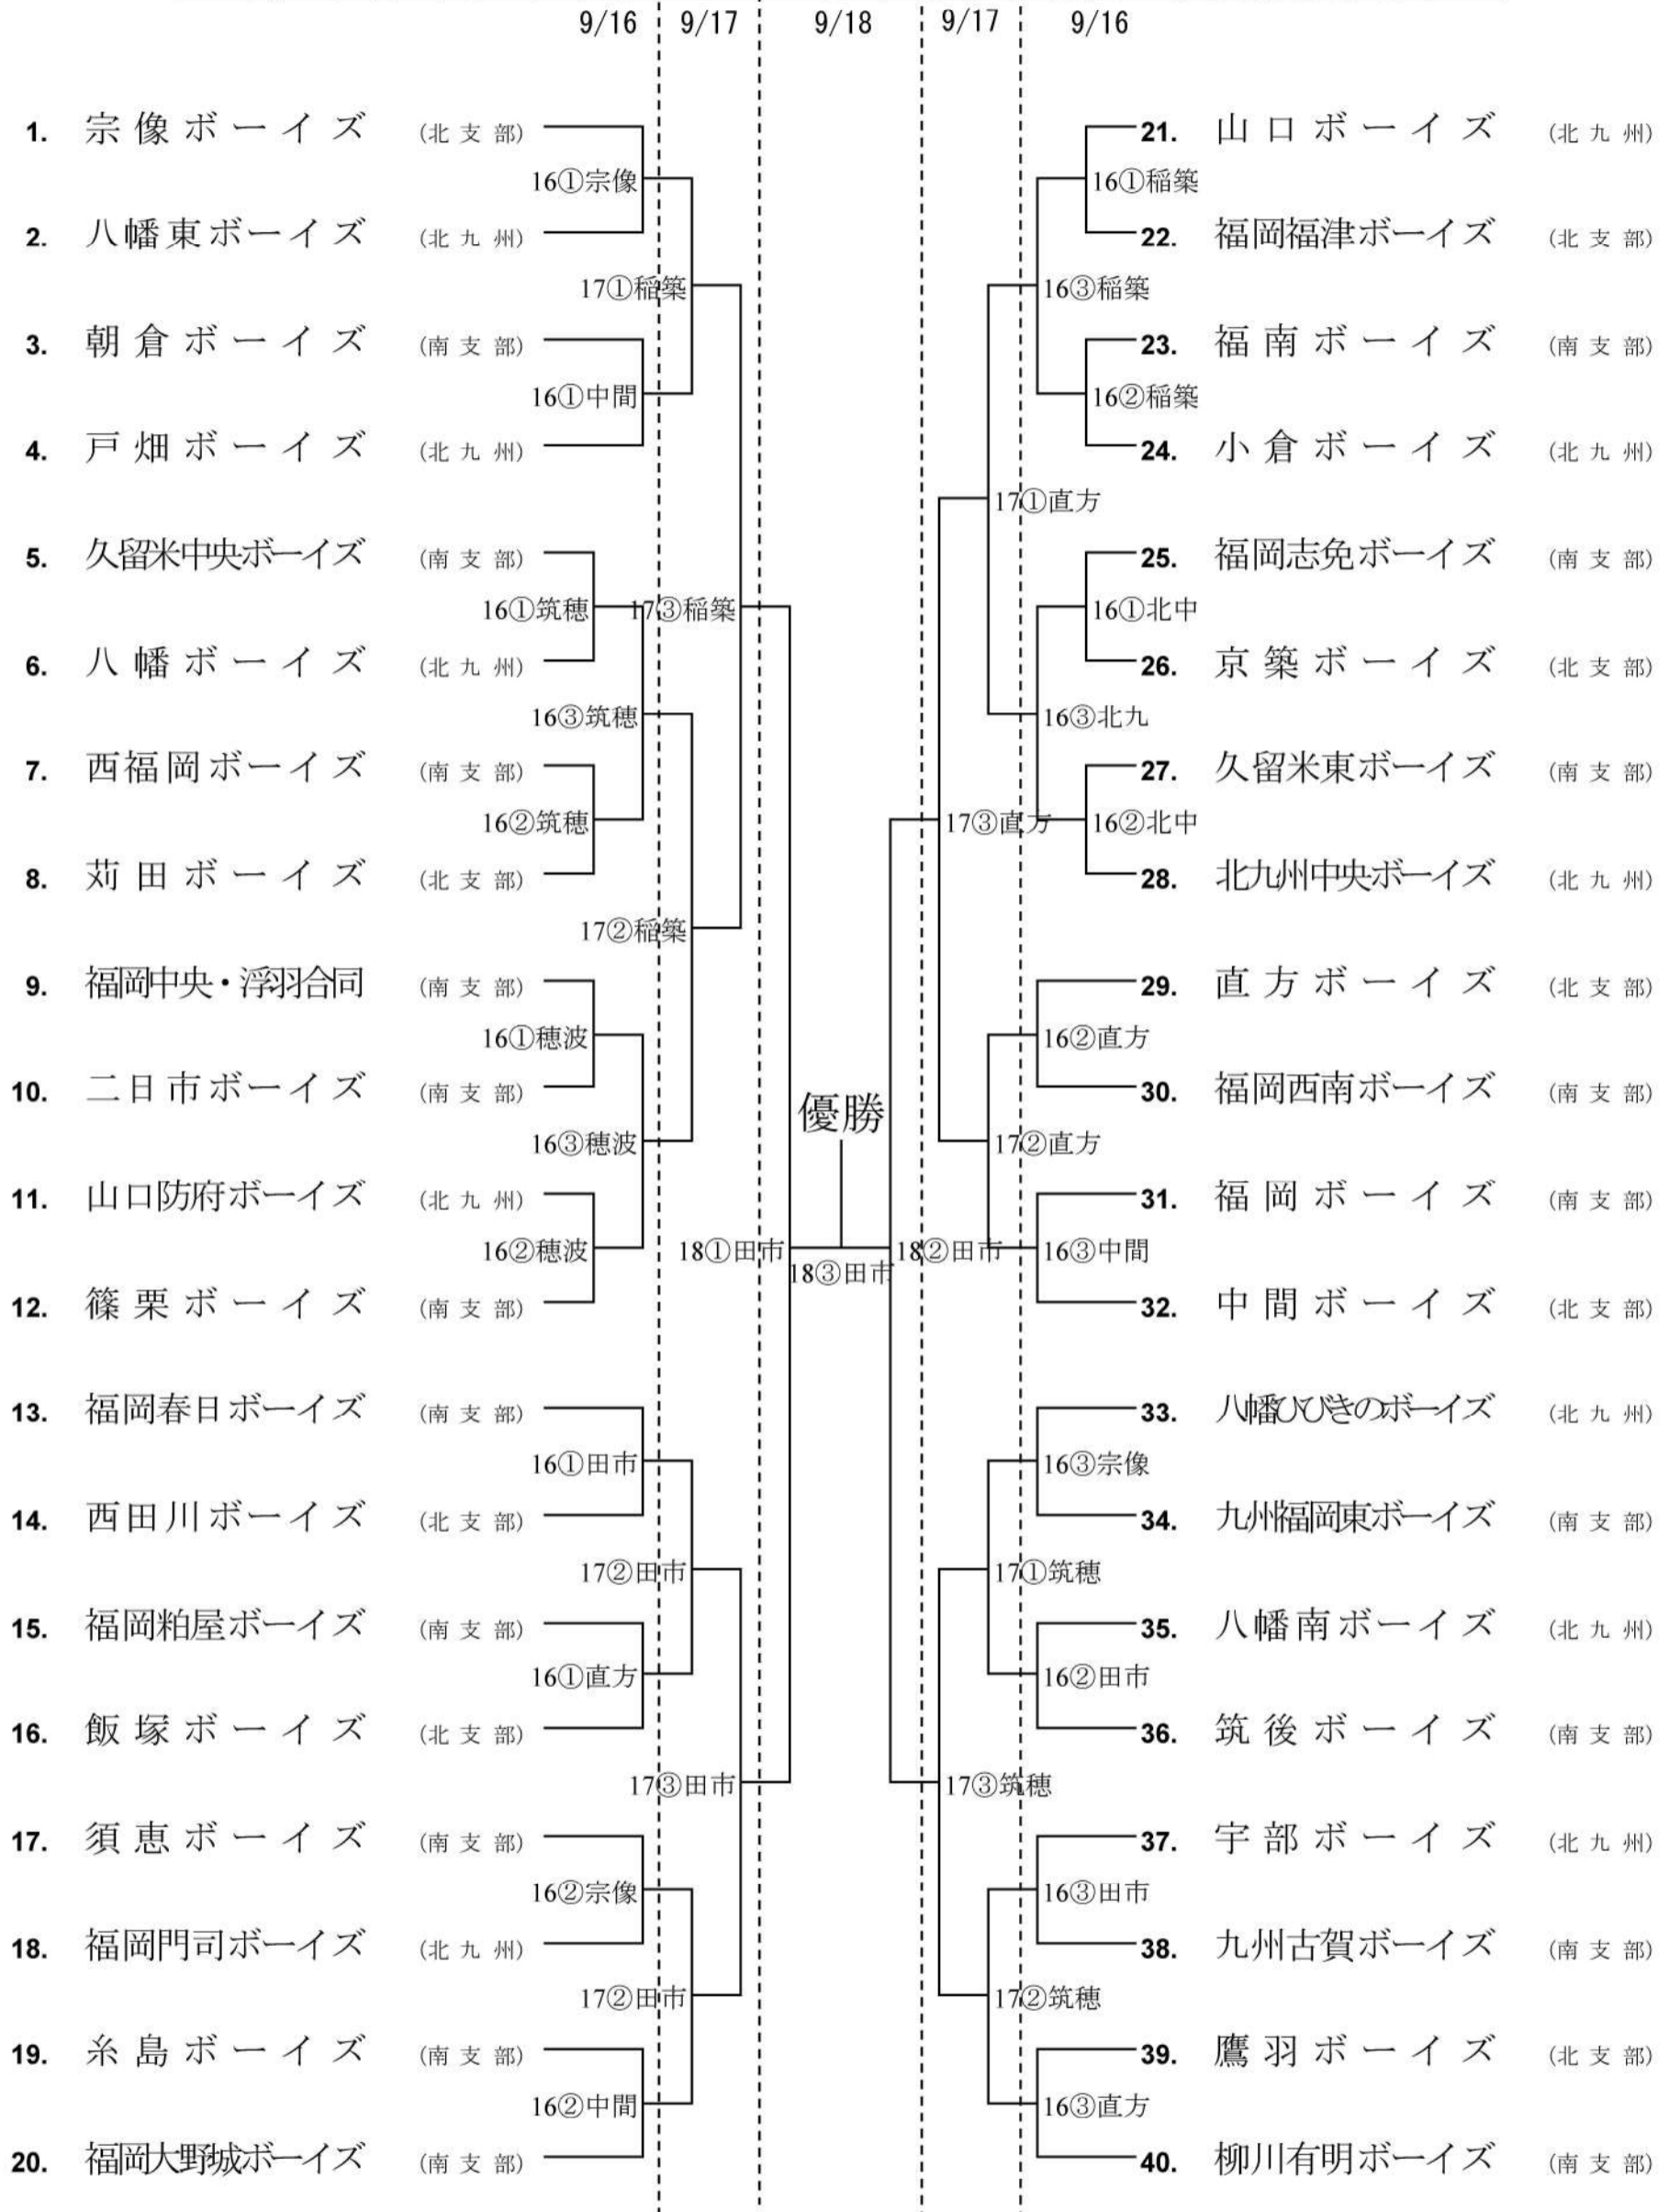 9/16 9/17 9/18 9/17 9/16
1. 宗像ボーイズ (北支部) 21. 山口ボーイズ (北九州)
16①宗像 16①稲築
2. 八幡東ボーイズ (北九州) 22. 福岡福津ボーイズ (北支部)
17①稲築 16③稲築
3. 朝倉ボーイズ (南支部) 23. 福南ボーイズ (南支部)
16①中間 16②稲築
4. 戸畑ボーイズ (北九州) 24. 小倉ボーイズ (北九州)
17①直方
5. 久留米中央ボーイズ (南支部) 25. 福岡志免ボーイズ (南支部)
16①筑穂 17③稲築 16①北中
6. 八幡ボーイズ (北九州) 26. 京築ボーイズ (北支部)
16③筑穂 16③北九
7. 西福岡ボーイズ (南支部) 27. 久留米東ボーイズ (南支部)
16②筑穂 17③直方 16②北中
8. 苅田ボーイズ (北支部) 28. 北九州中央ボーイズ (北九州)
17②稲築
9. 福岡中央・浮羽合同 (南支部) 29. 直方ボーイズ (北支部)
16①穂波 16②直方
10. 二日市ボーイズ (南支部) 30. 福岡西南ボーイズ (南支部)
優勝
16③穂波 17②直方
11. 山口防府ボーイズ (北九州) 31. 福岡ボーイズ (南支部)
16②穂波 18①田市 18②田市 16③中間
18③田市
12. 篠栗ボーイズ (南支部) 32. 中間ボーイズ (北支部)
13. 福岡春日ボーイズ (南支部) 33. 八幡ひびきのボーイズ (北九州)
16①田市 16③宗像
14. 西田川ボーイズ (北支部) 34. 九州福岡東ボーイズ (南支部)
17②田市 17①筑穂
15. 福岡粕屋ボーイズ (南支部) 35. 八幡南ボーイズ (北九州)
16①直方 16②田市
16. 飯塚ボーイズ (北支部) 36. 筑後ボーイズ (南支部)
17③田市 17③筑穂
17. 須恵ボーイズ (南支部) 37. 宇部ボーイズ (北九州)
16②宗像 16③田市
18. 福岡門司ボーイズ (北九州) 38. 九州古賀ボーイズ (南支部)
17②田市 17②筑穂
19. 糸島ボーイズ (南支部) 39. 鷹羽ボーイズ (北支部)
16②中間 16③直方
20. 福岡大野城ボーイズ (南支部) 40. 柳川有明ボーイズ (南支部)